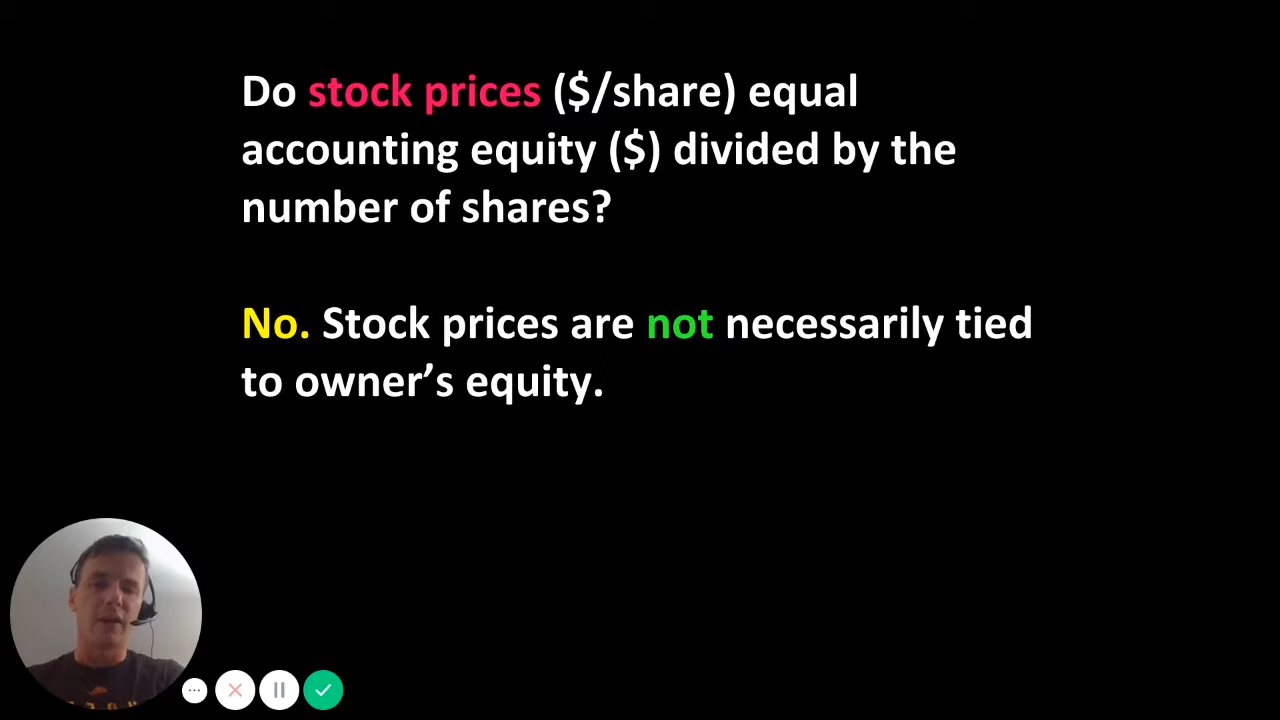 Do stock prices ($/share) equal
accounting equity ($) divided by the
number of shares?
No. Stock prices are not necessarily tied
to owner’s equity.